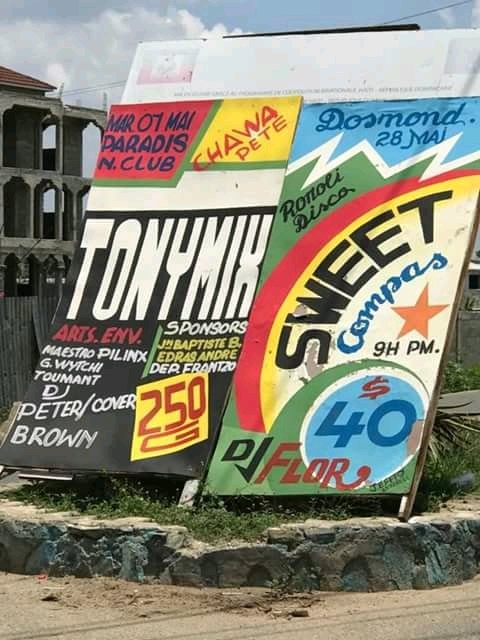 MAR 07 MAI
PARADIS
N. CLUB
CHAWA
PETE
TONYMIX
ARTS. ENV.
MAESTRO PILINX
G. WYTCHI
TOUMANT
DJ
PETER/COVER
BROWN
SPONSORS
Jn BAPTISTE B.
EDRAS ANDRE
DEP. FRANTZO
250
G
Dosmond.
28 MAI
Ronoli
Disco
SWEET
Compas
9H PM.
$
40
DJ FLOR,
JEFFLY